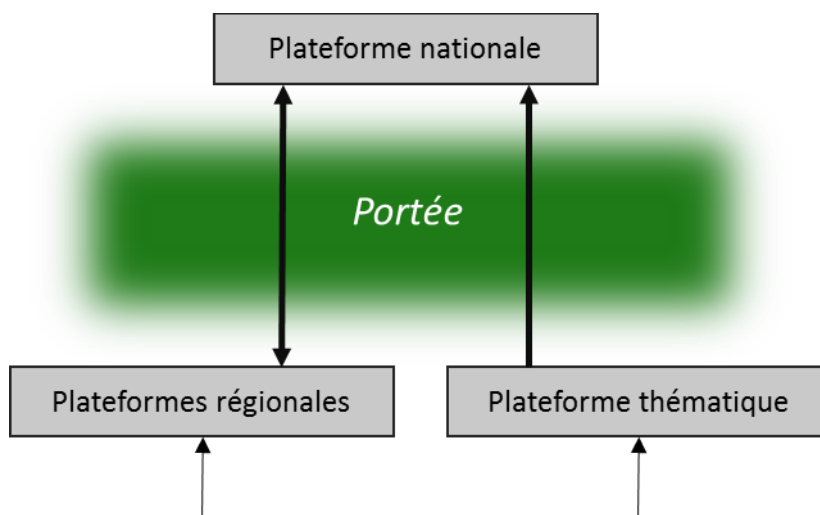 Plateforme nationale
Portée
Plateformes régionales
Plateforme thématique